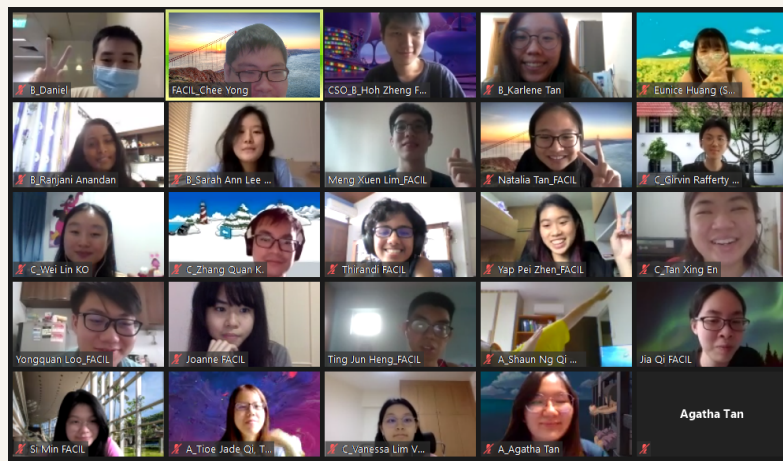 B_Daniel
FACIL_Chee Yong
CSO_B_Hoh Zheng F...
B_Karlene Tan
Eunice Huang (S...
B_Ranjani Anandan
B_Sarah Ann Lee ...
Meng Xuen Lim_FACIL
Natalia Tan_FACIL
C_Girvin Rafferty ...
C_Wei Lin KO
C_Zhang Quan K.
Thirandi FACIL
Yap Pei Zhen_FACIL
C_Tan Xing En
Yongquan Loo_FACIL
Joanne FACIL
Ting Jun Heng_FACIL
A_Shaun Ng Qi ...
Jia Qi FACIL
Si Min FACIL
A_Tioe Jade Qi, T...
C_Vanessa Lim V...
A_Agatha Tan
Agatha Tan